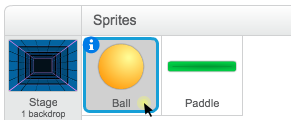 Sprites
Stage
1 backdrop
i
Ball
Paddle